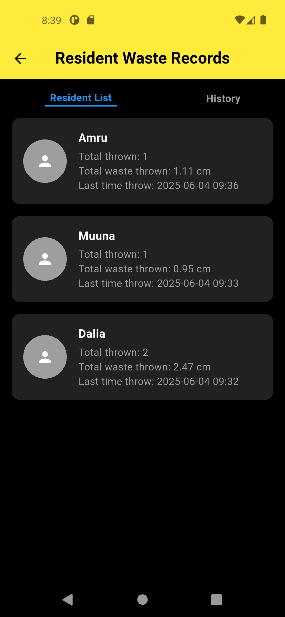 8:39
Resident Waste Records
Resident List
History
Amru
Total thrown: 1
Total waste thrown: 1.11 cm
Last time throw: 2025-06-04 09:36
Muuna
Total thrown: 1
Total waste thrown: 0.95 cm
Last time throw: 2025-06-04 09:33
Dalia
Total thrown: 2
Total waste thrown: 2.47 cm
Last time throw: 2025-06-04 09:32